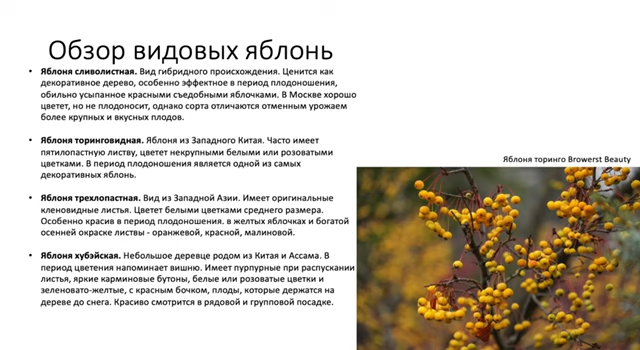 Обзор видовых яблонь
• Яблоня сливолистная. Вид гибридного происхождения. Ценится как
декоративное дерево, особенно эффектное в период плодоношения,
обильно усыпанное красными съедобными яблочками. В Москве хорошо
цветет, но не плодоносит, однако сорта отличаются отменным урожаем
более крупных и вкусных плодов.
• Яблоня торинговидная. Яблоня из Западного Китая. Часто имеет
пятилопастную листву, цветет некрупными белыми или розоватыми
цветками. В период плодоношения является одной из самых
декоративных яблонь.
• Яблоня трехлопастная. Вид из Западной Азии. Имеет оригинальные
кленовидные листья. Цветет белыми цветками среднего размера.
Особенно красив в период плодоношения. в желтых яблочках и богатой
осенней окраске листвы - оранжевой, красной, малиновой.
• Яблоня хубэйская. Небольшое деревце родом из Китая и Ассама. В
период цветения напоминает вишню. Имеет пурпурные при распускании
листья, яркие карминовые бутоны, белые или розоватые цветки и
зеленовато-желтые, с красным бочком, плоды, которые держатся на
дереве до снега. Красиво смотрится в рядовой и групповой посадке.
Яблоня торинго Browerst Beauty